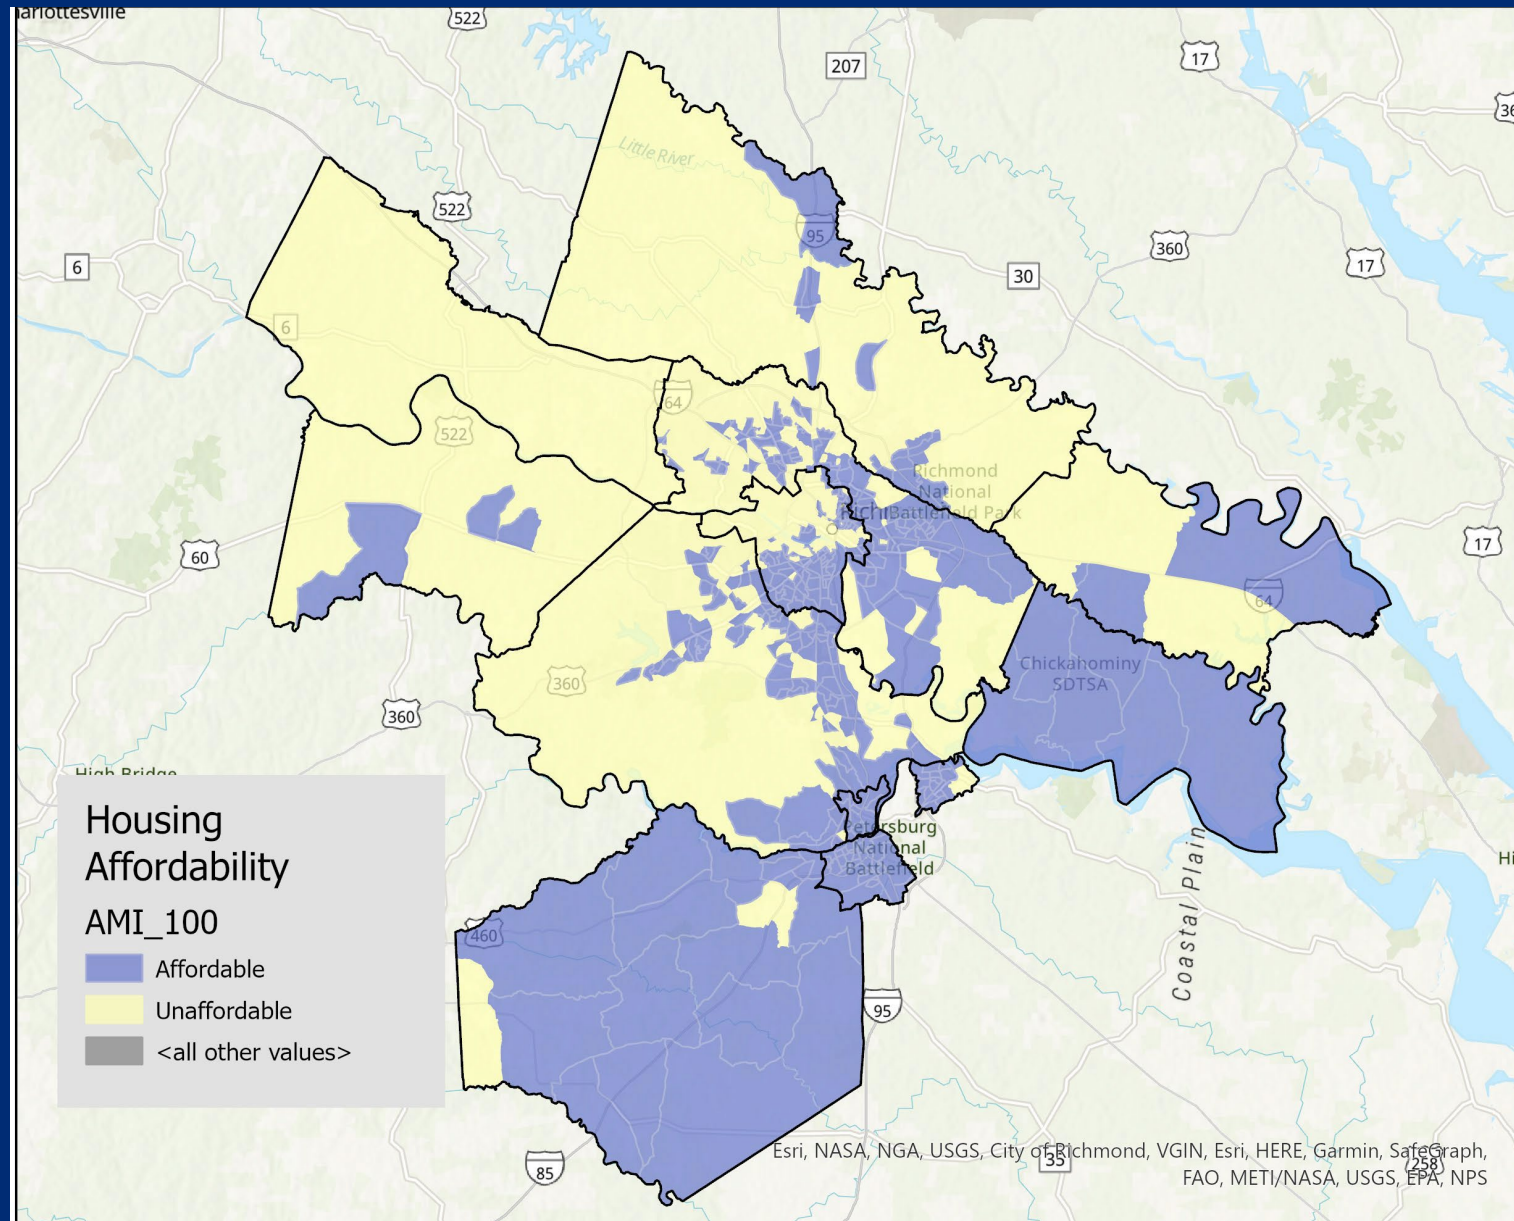 arlottesville
522
207
17
36
Little River
522
6
95
360
30
17
6
64
522
Richmond
National
Battlefield Park
Richi
60
17
64
Chickahominy
SDTSA
360
360
High Bridge
Petersburg
National
Battlefield
Coastal Plain
Hi
Housing
Affordability
AMI_100
Affordable
Unaffordable
<all other values>
460
95
85
35
258
Esri, NASA, NGA, USGS, City of Richmond, VGIN, Esri, HERE, Garmin, SafeGraph,
FAO, METI/NASA, USGS, EPA, NPS